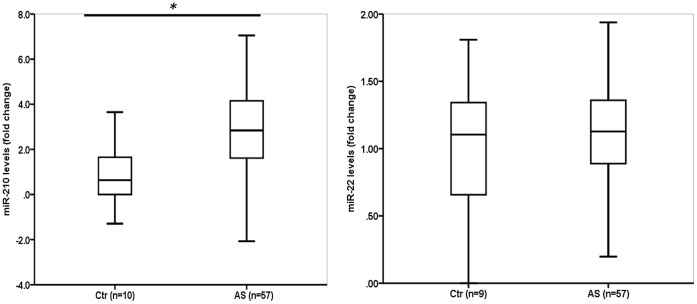 *
miR-210 levels (fold change)
8.0
6.0
4.0
2.0
.0
-2.0
-4.0
Ctr (n=10)
AS (n=57)
miR-22 levels (fold change)
2.00
1.50
1.00
.50
.00
Ctr (n=9)
AS (n=57)